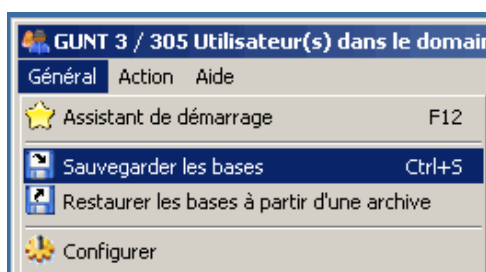 GUNT 3 / 305 Utilisateur(s) dans le domai
Général Action Aide
Assistant de démarrage F12
Sauvegarder les bases Ctrl+S
Restaurer les bases à partir d'une archive
Configurer